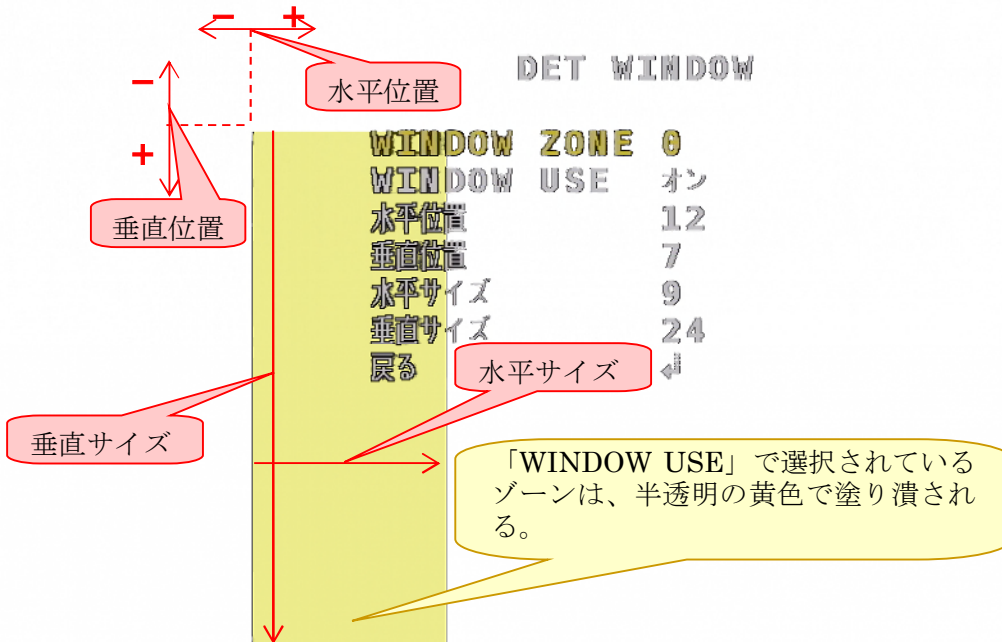 − +
水平位置
DET WINDOW
−
+
垂直位置
WINDOW ZONE 0
WINDOW USE オン
水平位置 12
垂直位置 7
水平サイズ 9
垂直サイズ 24
戻る ↲
水平サイズ
垂直サイズ
「WINDOW USE」で選択されている
ゾーンは、半透明の黄色で塗り潰され
る。